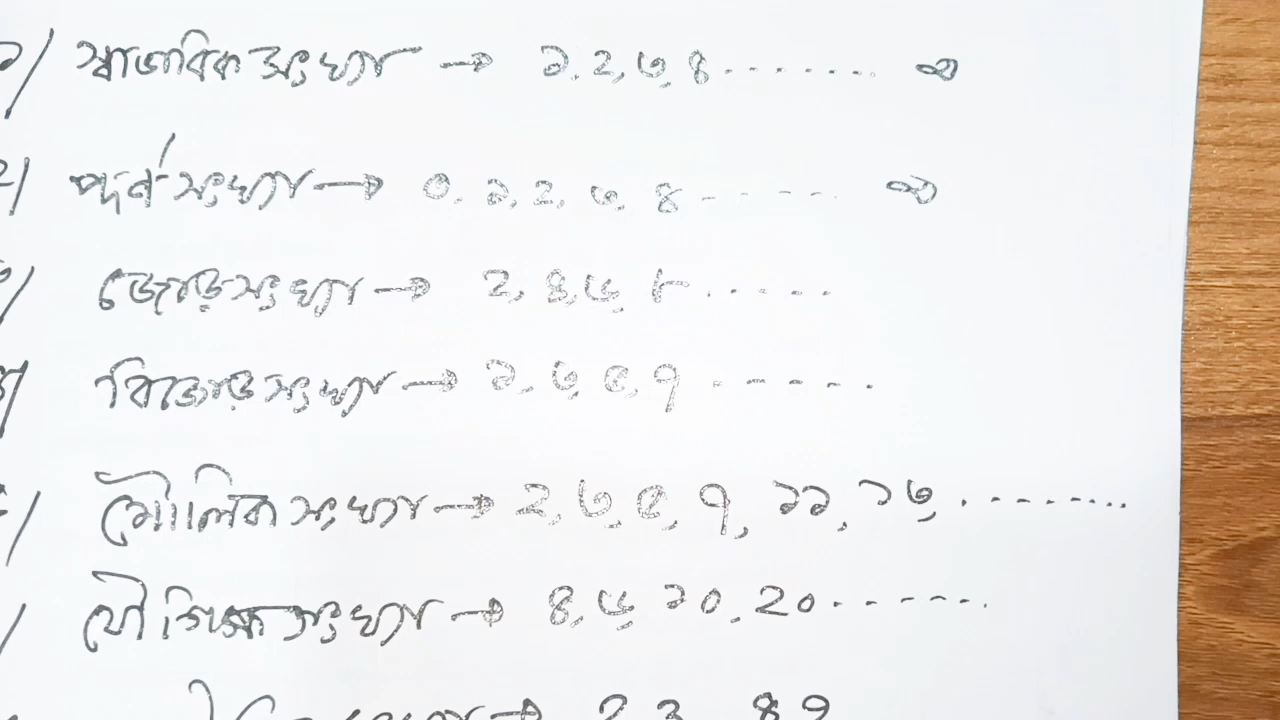 ১/ স্বাভাবিক সংখ্যা → ১, ২, ৩, ৪ ........ ∞
২/ পূর্ণ সংখ্যা → ০, ১, ২, ৩, ৪ ...... ∞
৩/ জোড় সংখ্যা → ২, ৪, ৬, ৮ ......
৪/ বিজোড় সংখ্যা → ১, ৩, ৫, ৭ ......
৫/ মৌলিক সংখ্যা → ২, ৩, ৫, ৭, ১১, ১৩, .........
/ যৌগিক সংখ্যা → ৪, ৬, ১০, ২০ .......